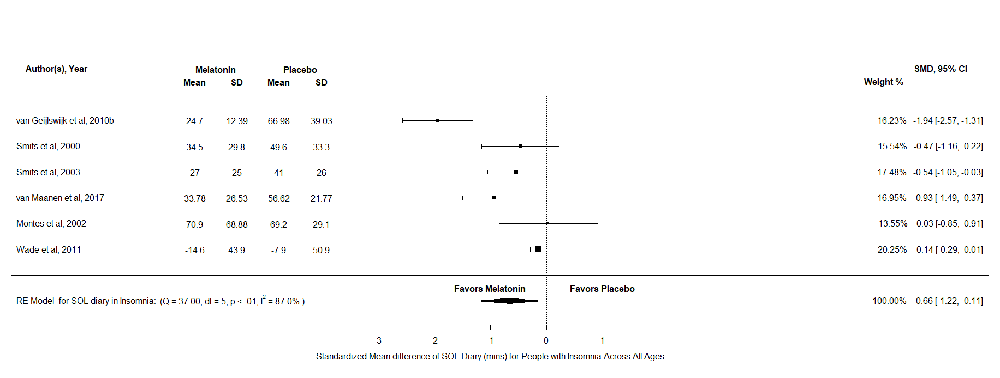 Author(s), Year Melatonin Placebo SMD, 95% CI
Mean SD Mean SD Weight %
van Geijlswijk et al, 2010b 24.7 12.39 66.98 39.03 16.23% -1.94 [-2.57, -1.31]
Smits et al, 2000 34.5 29.8 49.6 33.3 15.54% -0.47 [-1.16, 0.22]
Smits et al, 2003 27 25 41 26 17.48% -0.54 [-1.05, -0.03]
van Maanen et al, 2017 33.78 26.53 56.62 21.77 16.95% -0.93 [-1.49, -0.37]
Montes et al, 2002 70.9 68.88 69.2 29.1 13.55% 0.03 [-0.85, 0.91]
Wade et al, 2011 -14.6 43.9 -7.9 50.9 20.25% -0.14 [-0.29, 0.01]
Favors Melatonin Favors Placebo
RE Model for SOL diary in Insomnia: (Q = 37.00, df = 5, p < .01; I² = 87.0% ) 100.00% -0.66 [-1.22, -0.11]
-3 -2 -1 0 1
Standardized Mean difference of SOL Diary (mins) for People with Insomnia Across All Ages